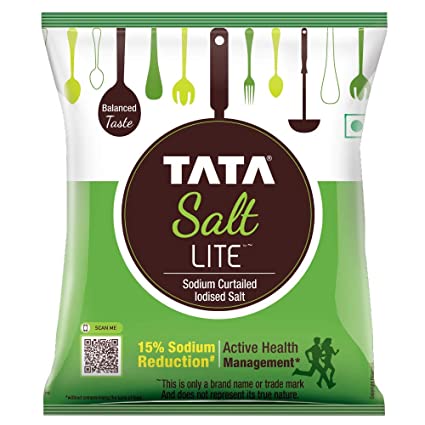 Balanced
Taste
TATA®
Salt
LITE™~
Sodium Curtailed
Iodised Salt
SCAN ME
15% Sodium
Reduction#
Active Health
Management*
~This is only a brand name or trade mark
And does not represent its true nature.